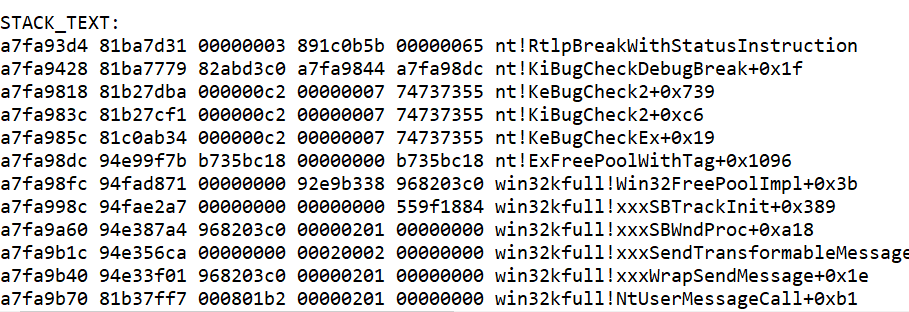 STACK_TEXT:
a7fa93d4 81ba7d31 00000003 891c0b5b 00000065 nt!RtlpBreakWithStatusInstruction
a7fa9428 81ba7779 82abd3c0 a7fa9844 a7fa98dc nt!KiBugCheckDebugBreak+0x1f
a7fa9818 81b27dba 000000c2 00000007 74737355 nt!KeBugCheck2+0x739
a7fa983c 81b27cf1 000000c2 00000007 74737355 nt!KiBugCheck2+0xc6
a7fa985c 81c0ab34 000000c2 00000007 74737355 nt!KeBugCheckEx+0x19
a7fa98dc 94e99f7b b735bc18 00000000 b735bc18 nt!ExFreePoolWithTag+0x1096
a7fa98fc 94fad871 00000000 92e9b338 968203c0 win32kfull!Win32FreePoolImpl+0x3b
a7fa998c 94fae2a7 00000000 00000000 559f1884 win32kfull!xxxSBTrackInit+0x389
a7fa9a60 94e387a4 968203c0 00000201 00000000 win32kfull!xxxSBWndProc+0xa18
a7fa9b1c 94e356ca 00000000 00020002 00000000 win32kfull!xxxSendTransformableMessage
a7fa9b40 94e33f01 968203c0 00000201 00000000 win32kfull!xxxWrapSendMessage+0x1e
a7fa9b70 81b37ff7 000801b2 00000201 00000000 win32kfull!NtUserMessageCall+0xb1